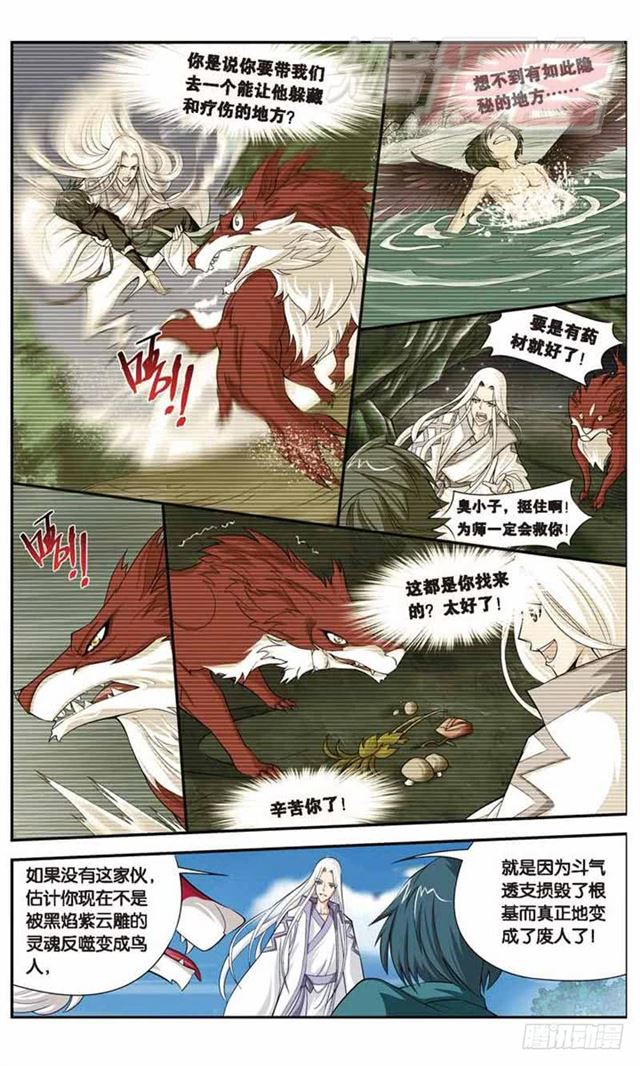 你是说你要带我们
去一个能让他躲藏
和疗伤的地方？
想不到有如此隐
秘的地方……
要是有药
材就好了！
呵!!
臭小子，挺住啊！
为师一定会救你！
呵!!
这都是你找来
的？太好了！
辛苦你了！
如果没有这家伙，
估计你现在不是
被黑焰紫云雕的
灵魂反噬变成鸟
人，
就是因为斗气
透支损毁了根
基而真正地变
成了废人了！
腾讯动漫